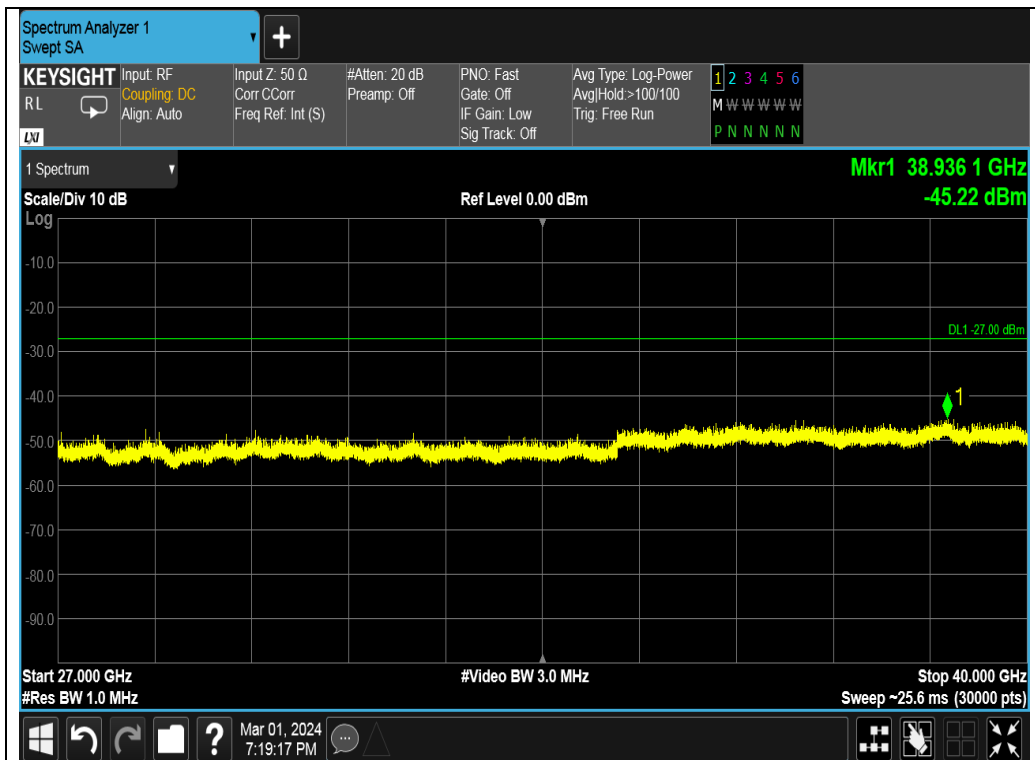 Spectrum Analyzer 1
Swept SA
+
KEYSIGHT Input: RF Input Z: 50 Ω #Atten: 20 dB PNO: Fast Avg Type: Log-Power 1 2 3 4 5 6
RL Coupling: DC Corr CCorr Preamp: Off Gate: Off Avg|Hold:>100/100 M W W W W W
Align: Auto Freq Ref: Int (S) IF Gain: Low Trig: Free Run
LXI Sig Track: Off P N N N N N
1 Spectrum Mkr1 38.936 1 GHz
Scale/Div 10 dB Ref Level 0.00 dBm -45.22 dBm
Log
-10.0
-20.0
DL1 -27.00 dBm
-30.0
-40.0
1
-50.0
-60.0
-70.0
-80.0
-90.0
Start 27.000 GHz #Video BW 3.0 MHz Stop 40.000 GHz
#Res BW 1.0 MHz Sweep ~25.6 ms (30000 pts)
? Mar 01, 2024
7:19:17 PM